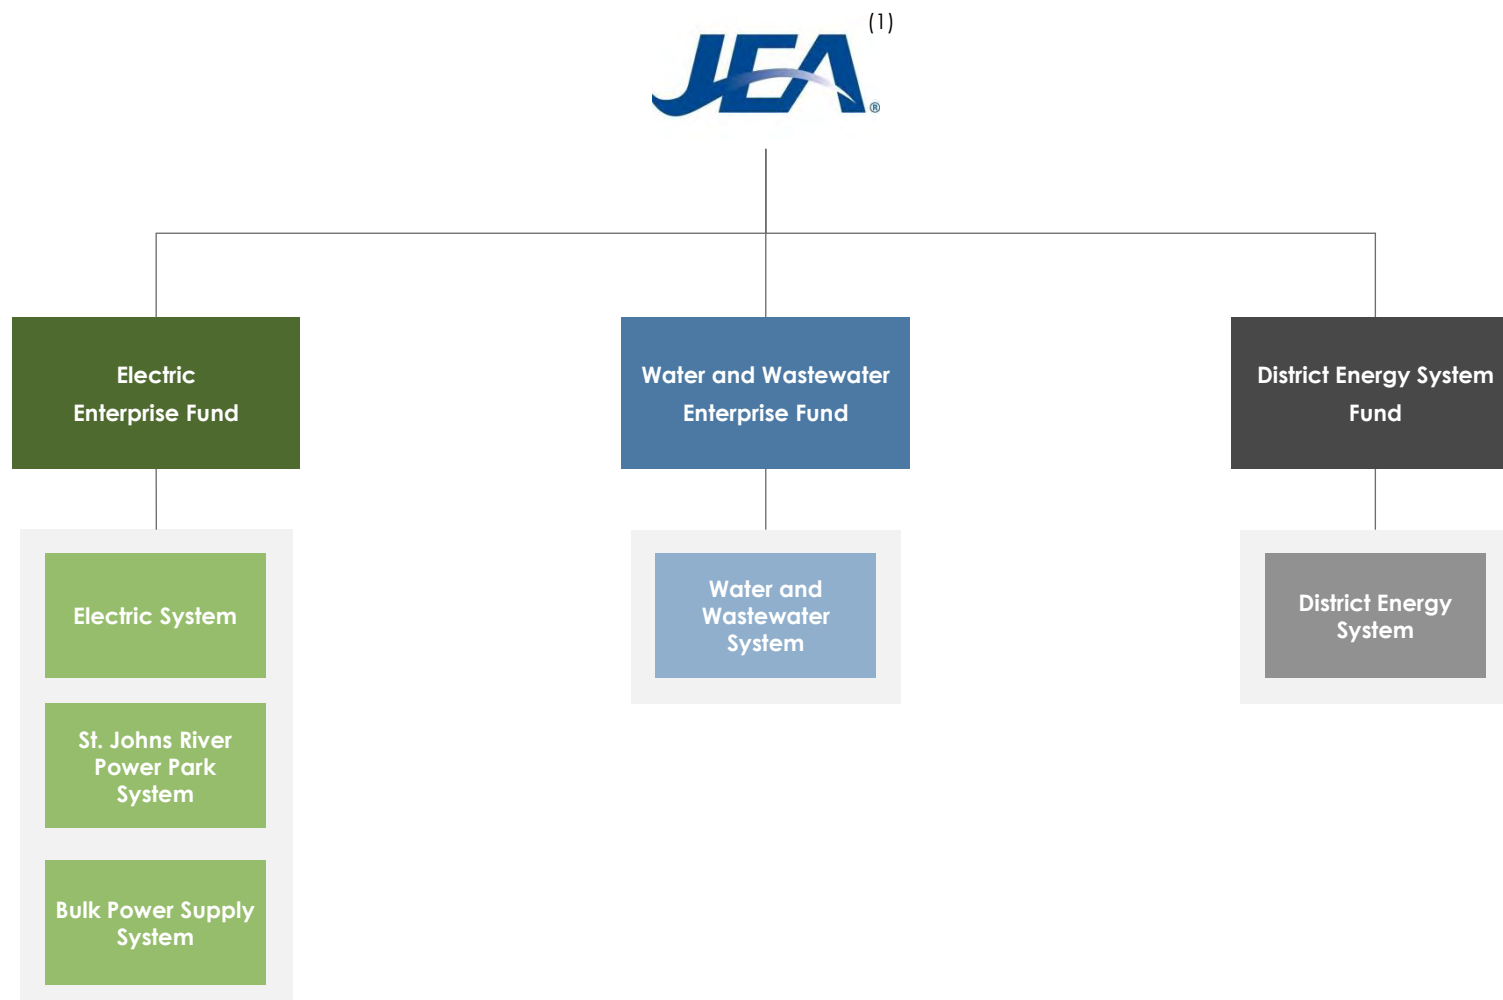 (1)
JEA®
Electric
Enterprise Fund
Water and Wastewater
Enterprise Fund
District Energy System
Fund
Electric System
St. Johns River
Power Park
System
Bulk Power Supply
System
Water and
Wastewater
System
District Energy
System